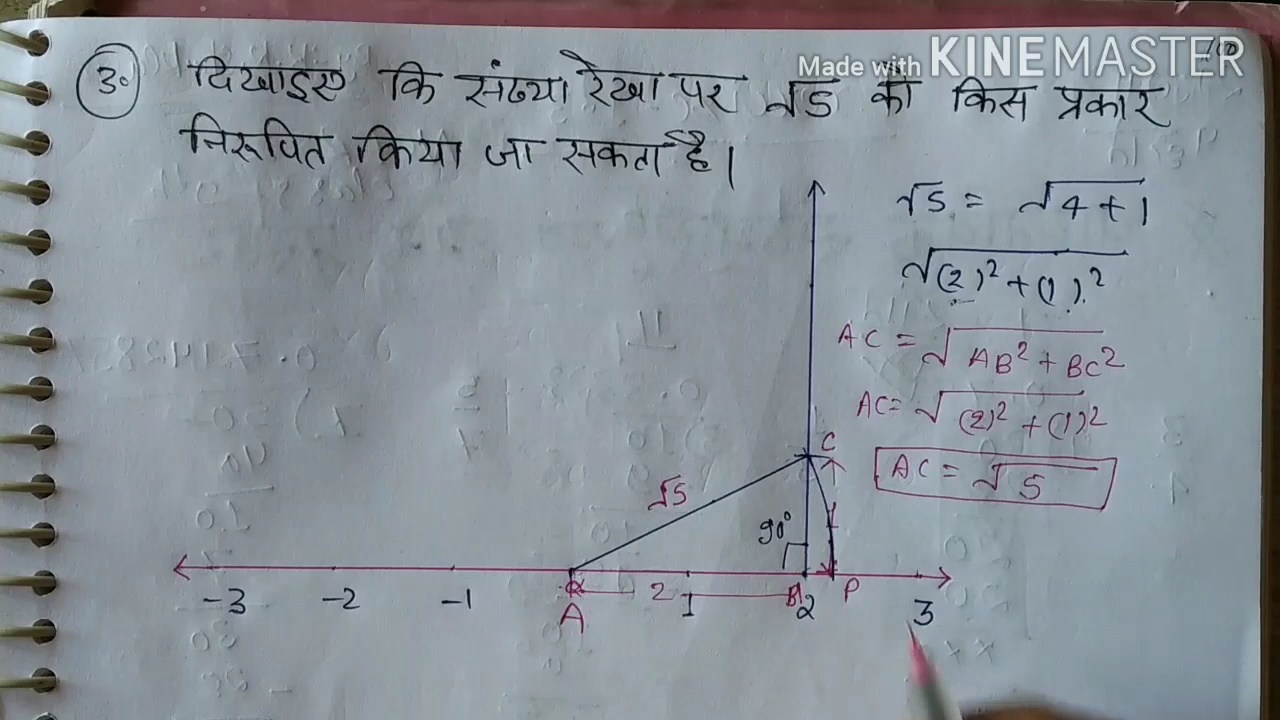 Made with KINEMASTER
3. दिखाइए कि संख्या रेखा पर √5 को किस प्रकार
निरूपित किया जा सकता है।
√5 = √4+1
√(2)²+(1)²
AC = √AB²+BC²
AC= √(2)²+(1)²
AC = √5
C
√5
90°
-3 -2 -1 2 1 B 2 P 3
A